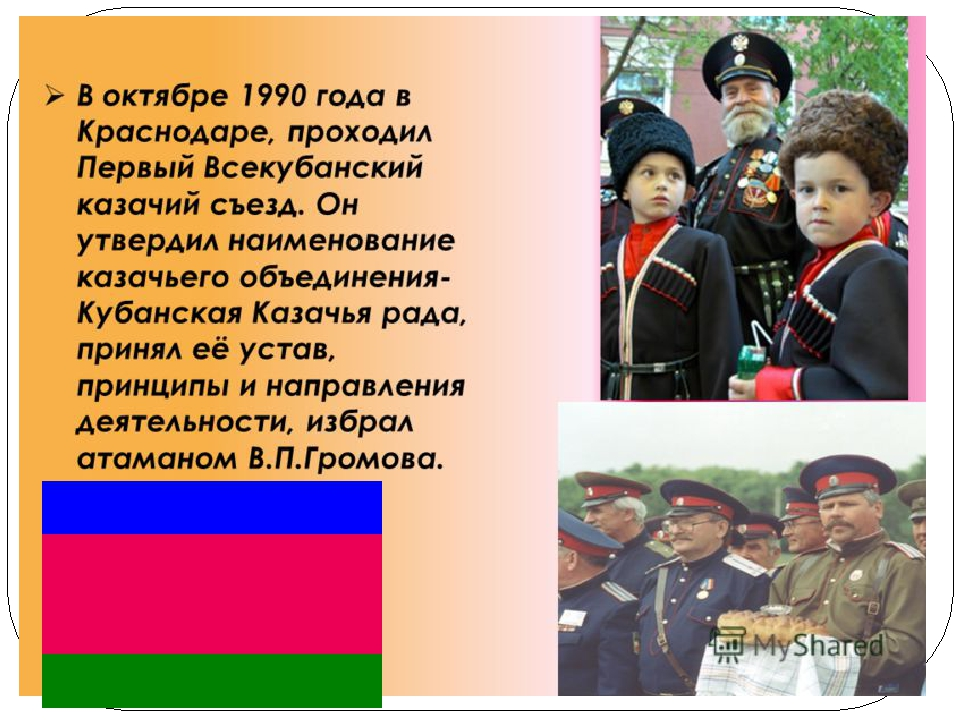 В октябре 1990 года в
Краснодаре, проходил
Первый Всекубанский
казачий съезд. Он
утвердил наименование
казачьего объединения-
Кубанская Казачья рада,
принял её устав,
принципы и направления
деятельности, избрал
атаманом В.П.Громова.
MyShared